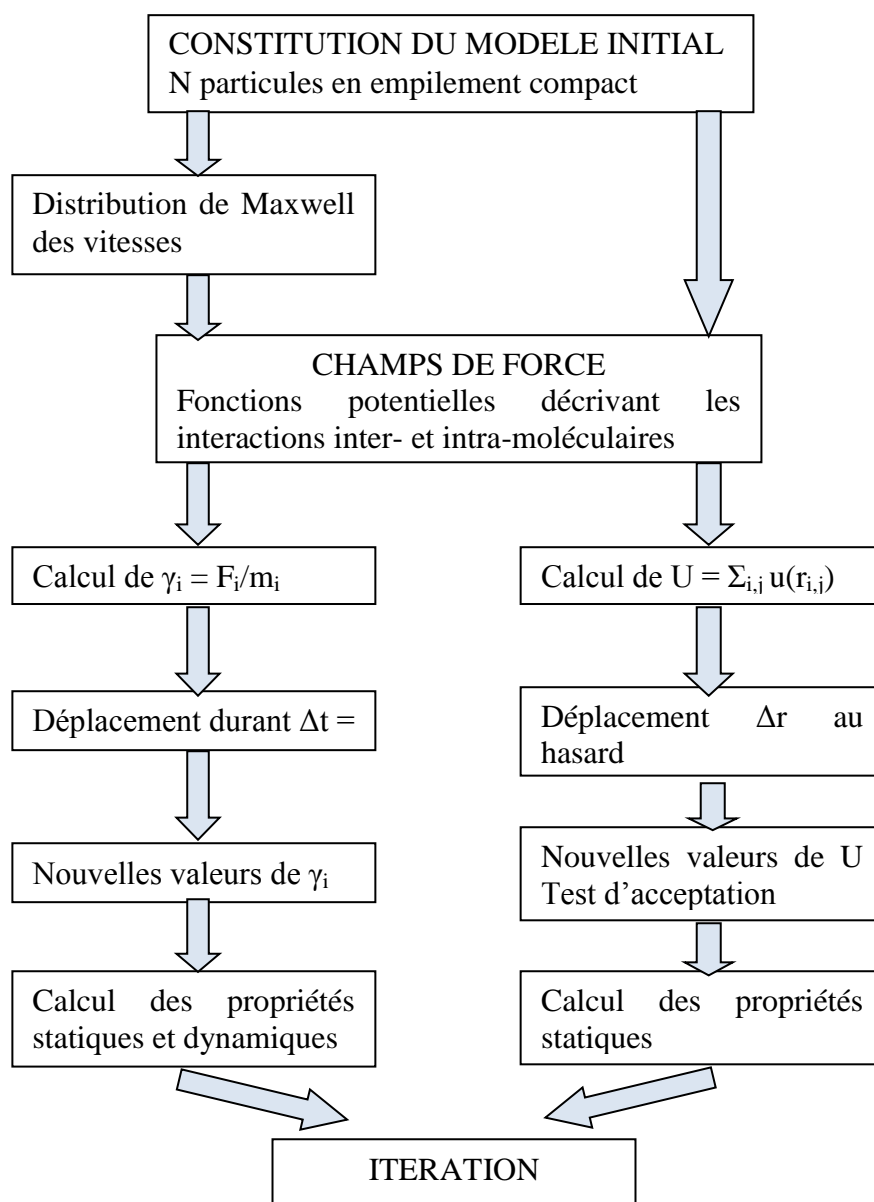 CONSTITUTION DU MODELE INITIAL
N particules en empilement compact
Distribution de Maxwell
des vitesses
CHAMPS DE FORCE
Fonctions potentielles décrivant les
interactions inter- et intra-moléculaires
Calcul de γᵢ = Fᵢ/mᵢ
Calcul de U = Σᵢ,ⱼ u(rᵢ,ⱼ)
Déplacement durant Δt =
Déplacement Δr au
hasard
Nouvelles valeurs de γᵢ
Nouvelles valeurs de U
Test d’acceptation
Calcul des propriétés
statiques et dynamiques
Calcul des propriétés
statiques
ITERATION